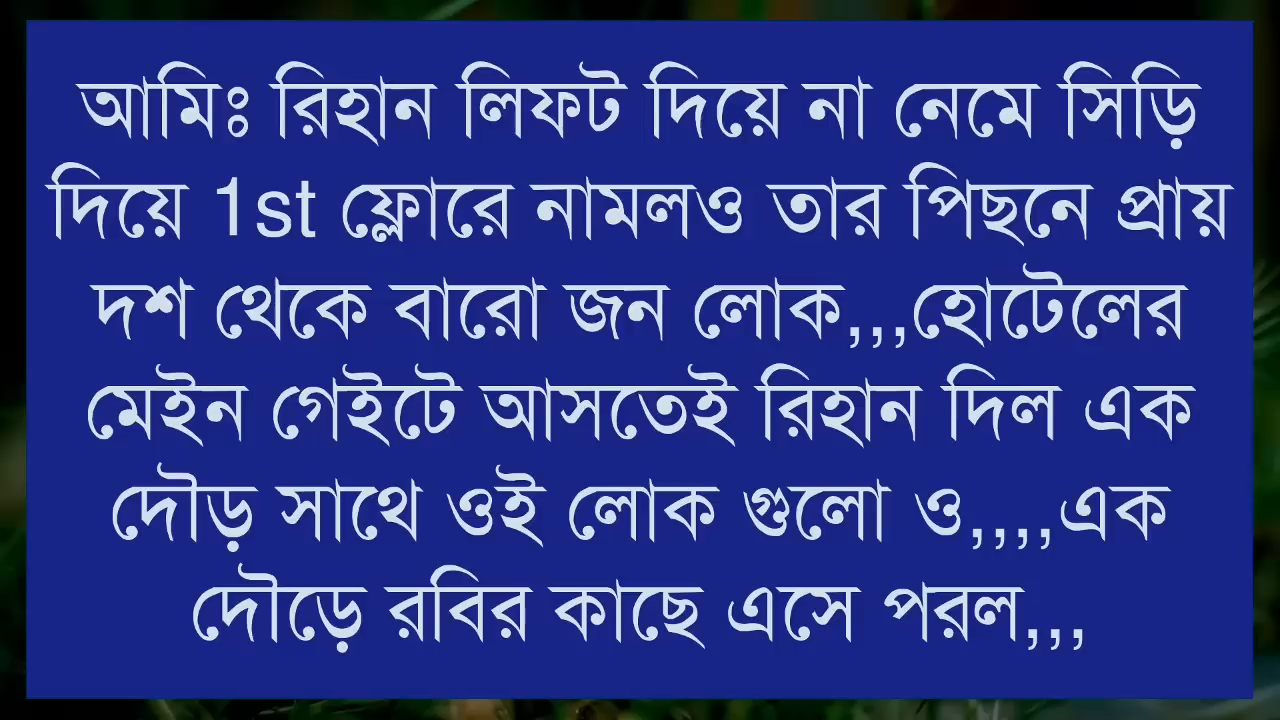 আমিঃ রিহান লিফট দিয়ে না নেমে সিড়ি
দিয়ে 1st ফ্লোরে নামলও তার পিছনে প্রায়
দশ থেকে বারো জন লোক,,,হোটেলের
মেইন গেইটে আসতেই রিহান দিল এক
দৌড় সাথে ওই লোক গুলো ও,,,,এক
দৌড়ে রবির কাছে এসে পরল,,,